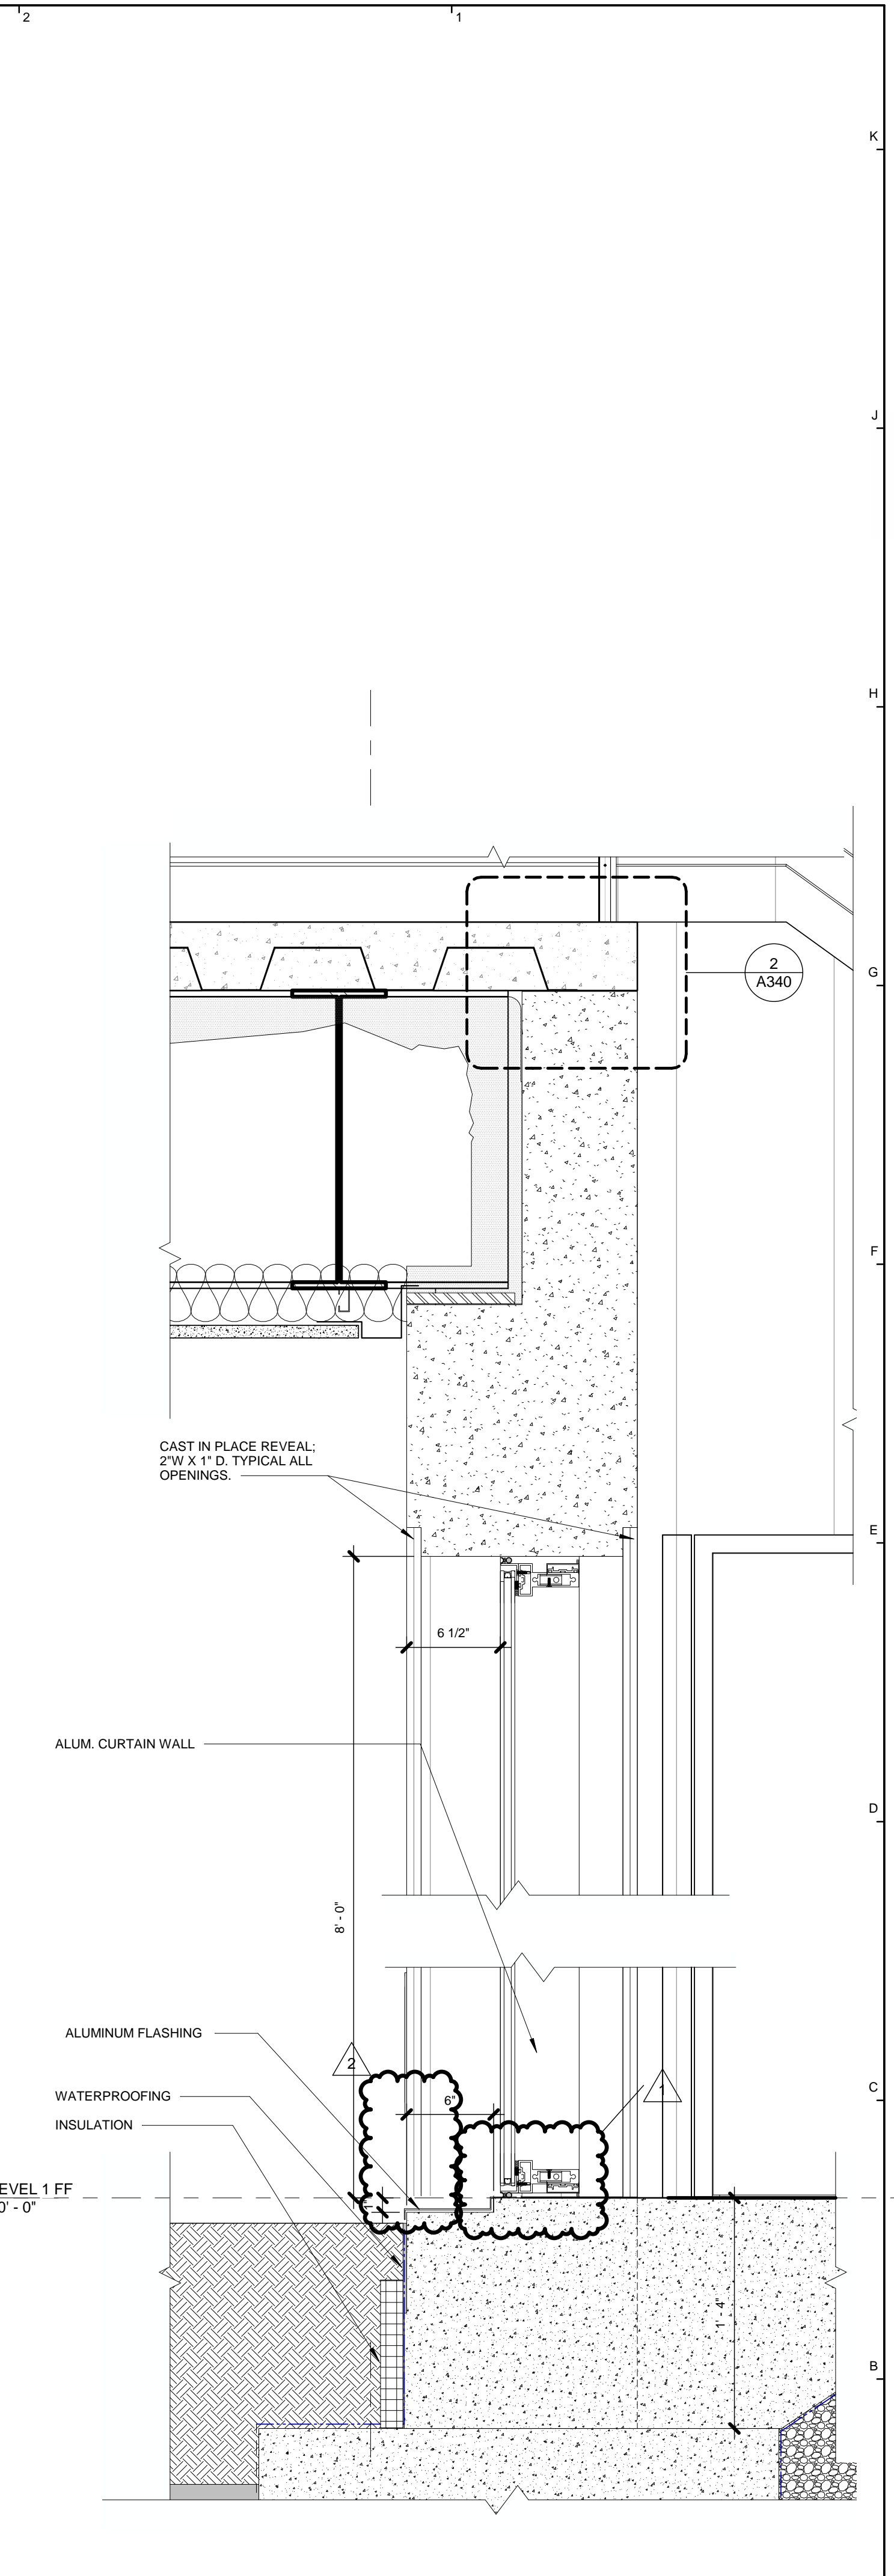 2
1
K
J
H
2
A340
G
F
CAST IN PLACE REVEAL;
2"W X 1" D. TYPICAL ALL
OPENINGS.
E
6 1/2"
ALUM. CURTAIN WALL
D
8' - 0"
ALUMINUM FLASHING
2
1
WATERPROOFING
6"
C
INSULATION
EVEL 1 FF
0' - 0"
1' - 4"
B